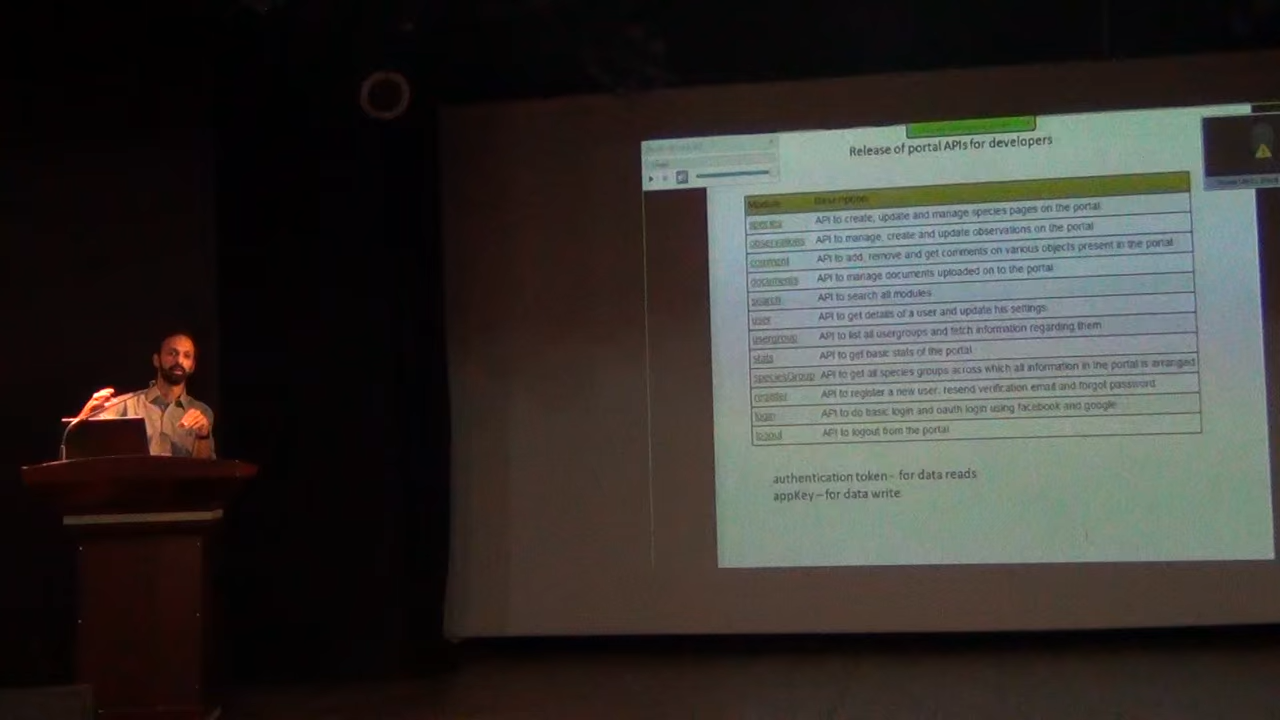 Release of portal APIs for developers
Module Description
species API to create, update and manage species pages on the portal
observations API to manage, create and update observations on the portal
comment API to add, remove and get comments on various objects present in the portal
documents API to manage documents uploaded on to the portal
search API to search all modules
user API to get details of a user and update his settings
usergroup API to list all usergroups and fetch information regarding them
stats API to get basic stats of the portal
speciesGroup API to get all species groups across which all information in the portal is arranged
register API to register a new user, resend verification email and forgot password
login API to do basic login and oauth login using facebook and google
logout API to logout from the portal
authentication token - for data reads
appKey – for data write